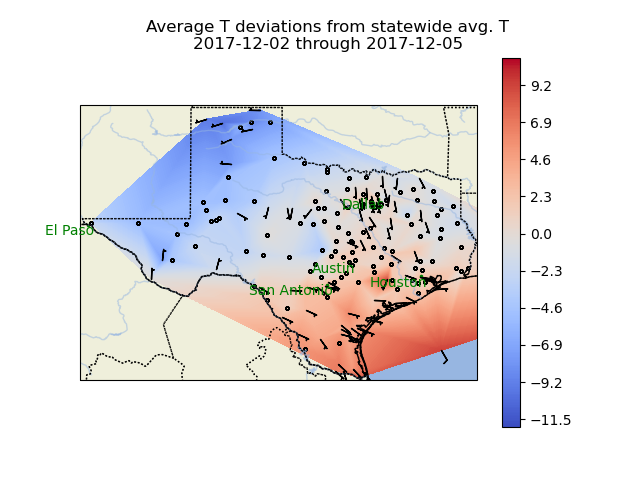 Average T deviations from statewide avg. T
2017-12-02 through 2017-12-05
9.2
6.9
4.6
2.3
0.0
−2.3
−4.6
−6.9
−9.2
−11.5
Dallas
El Paso
Austin
Houston
San Antonio